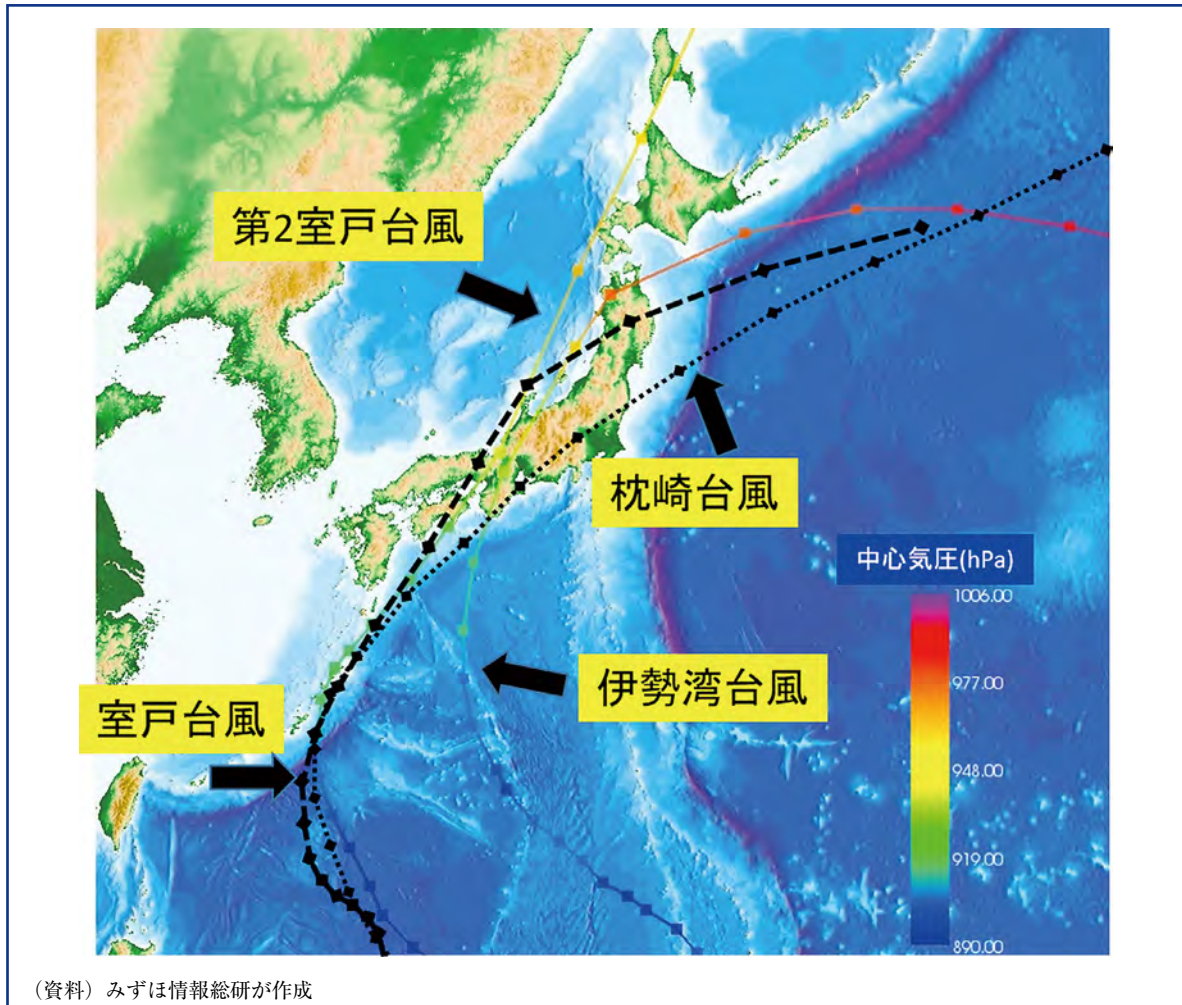 第2室戸台風
枕崎台風
中心気圧(hPa)
1006.00
977.00
948.00
919.00
890.00
伊勢湾台風
室戸台風
(資料)みずほ情報総研が作成